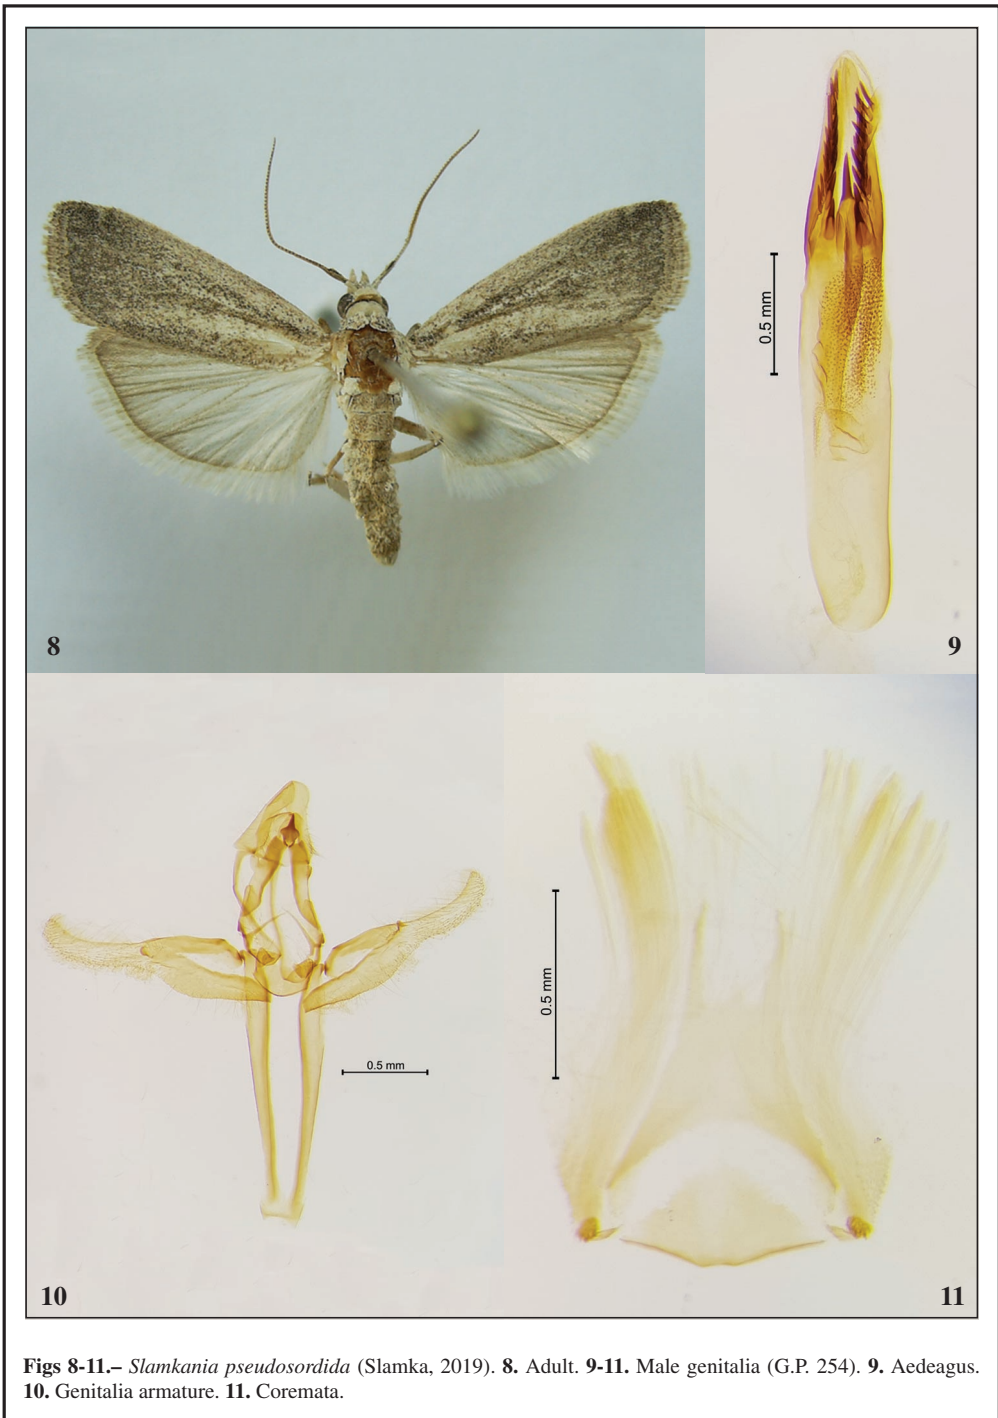 8
0.5 mm
9
0.5 mm
10
0.5 mm
11
Figs 8-11.– Slamkania pseudosordida (Slamka, 2019). 8. Adult. 9-11. Male genitalia (G.P. 254). 9. Aedeagus.
10. Genitalia armature. 11. Coremata.